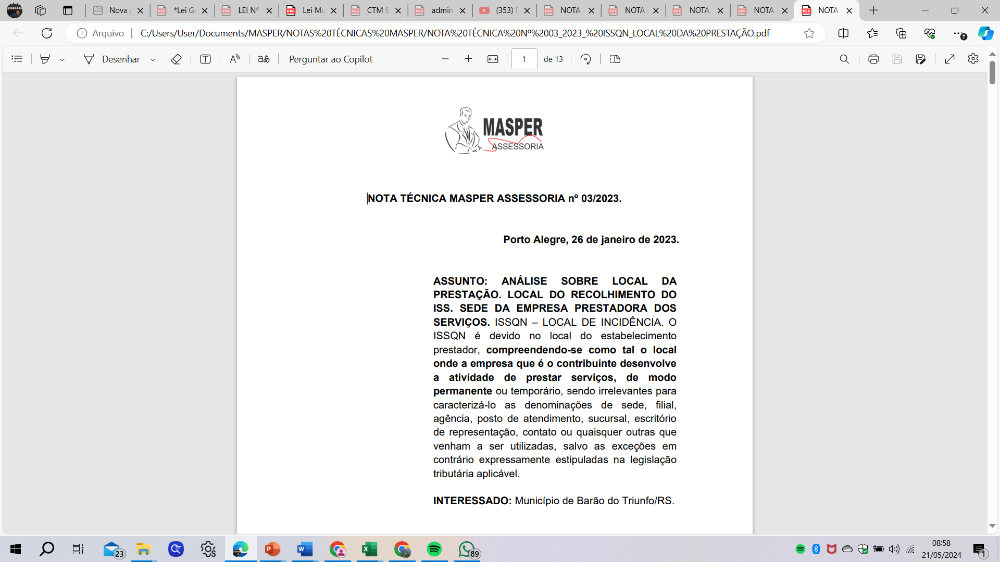 Nova
*Lei G
LEI Nº
Lei Mu
CTM S
admin
(353)
NOTA
NOTA
NOTA
NOTA
NOTA
Arquivo
C:/Users/User/Documents/MASPER/NOTAS%20TÉCNICAS%20MASPER/NOTA%20TÉCNICA%20Nº%2003_2023_%20ISSQN_LOCAL%20DA%20PRESTAÇÃO.pdf
Desenhar
Perguntar ao Copilot
1 de 13
MASPER
ASSESSORIA
NOTA TÉCNICA MASPER ASSESSORIA nº 03/2023.
Porto Alegre, 26 de janeiro de 2023.
ASSUNTO: ANÁLISE SOBRE LOCAL DA
PRESTAÇÃO. LOCAL DO RECOLHIMENTO DO
ISS. SEDE DA EMPRESA PRESTADORA DOS
SERVIÇOS. ISSQN – LOCAL DE INCIDÊNCIA. O
ISSQN é devido no local do estabelecimento
prestador, compreendendo-se como tal o local
onde a empresa que é o contribuinte desenvolve
a atividade de prestar serviços, de modo
permanente ou temporário, sendo irrelevantes para
caracterizá-lo as denominações de sede, filial,
agência, posto de atendimento, sucursal, escritório
de representação, contato ou quaisquer outras que
venham a ser utilizadas, salvo as exceções em
contrário expressamente estipuladas na legislação
tributária aplicável.
INTERESSADO: Município de Barão do Triunfo/RS.
23
89
08:58
21/05/2024
1